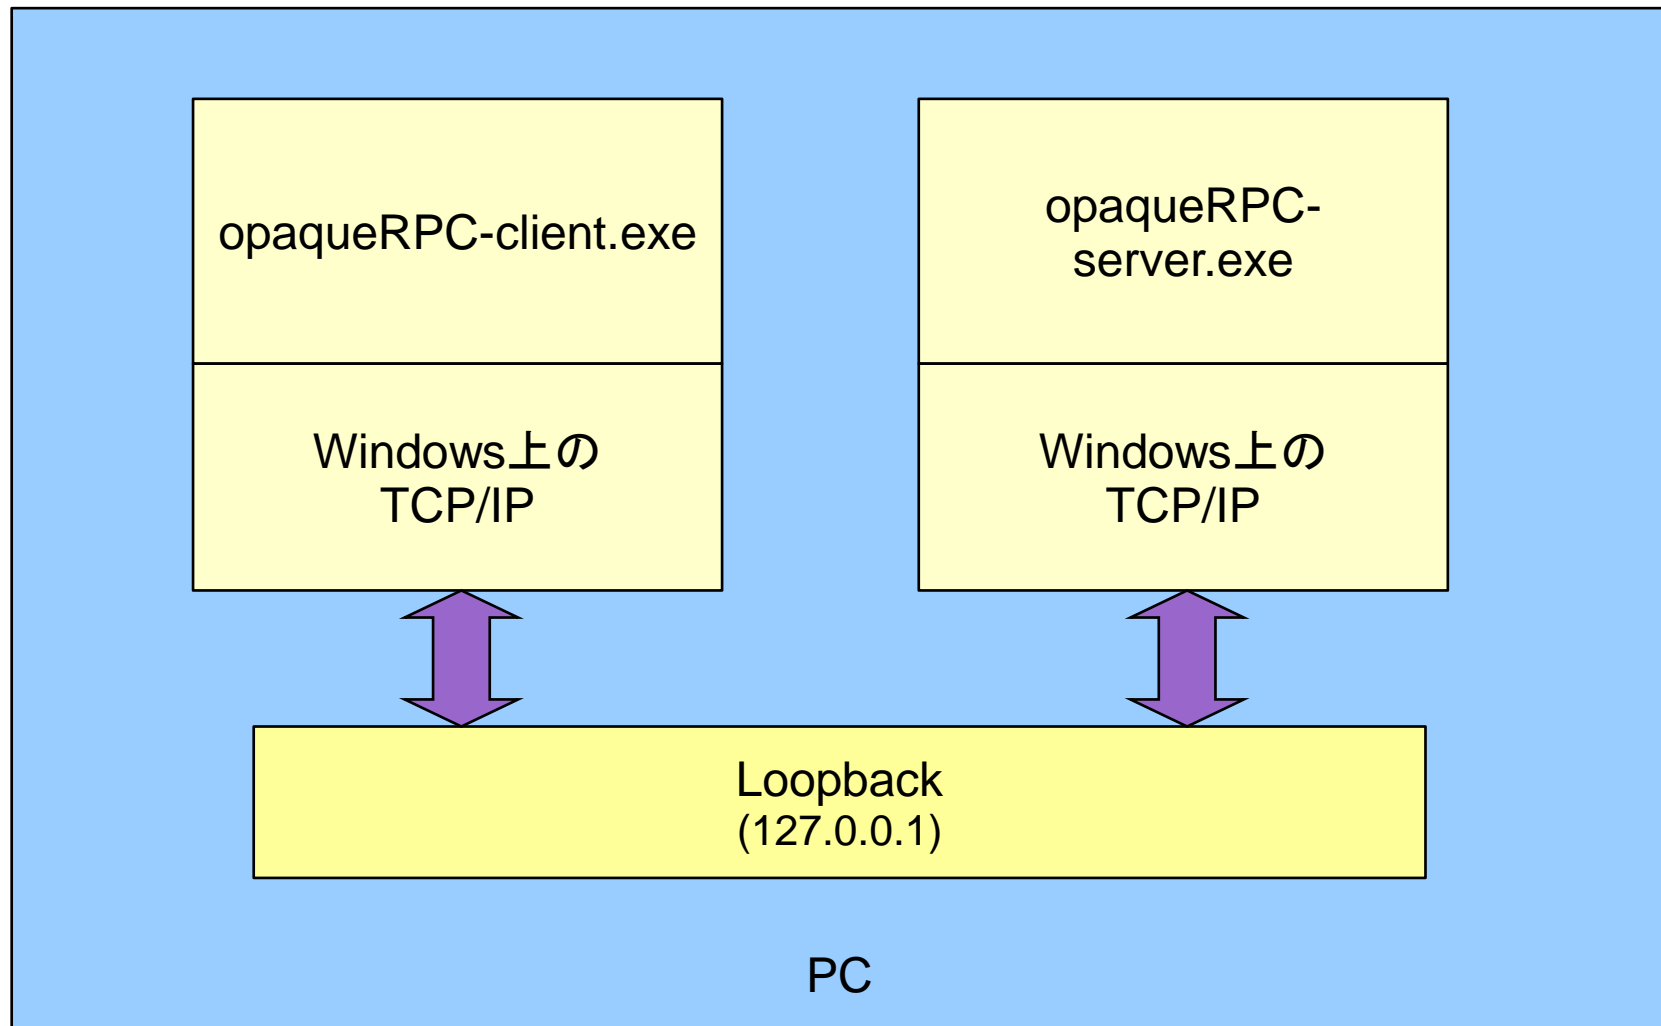 opaqueRPC-client.exe
opaqueRPC-
server.exe
Windows上の
TCP/IP
Windows上の
TCP/IP
Loopback
(127.0.0.1)
PC